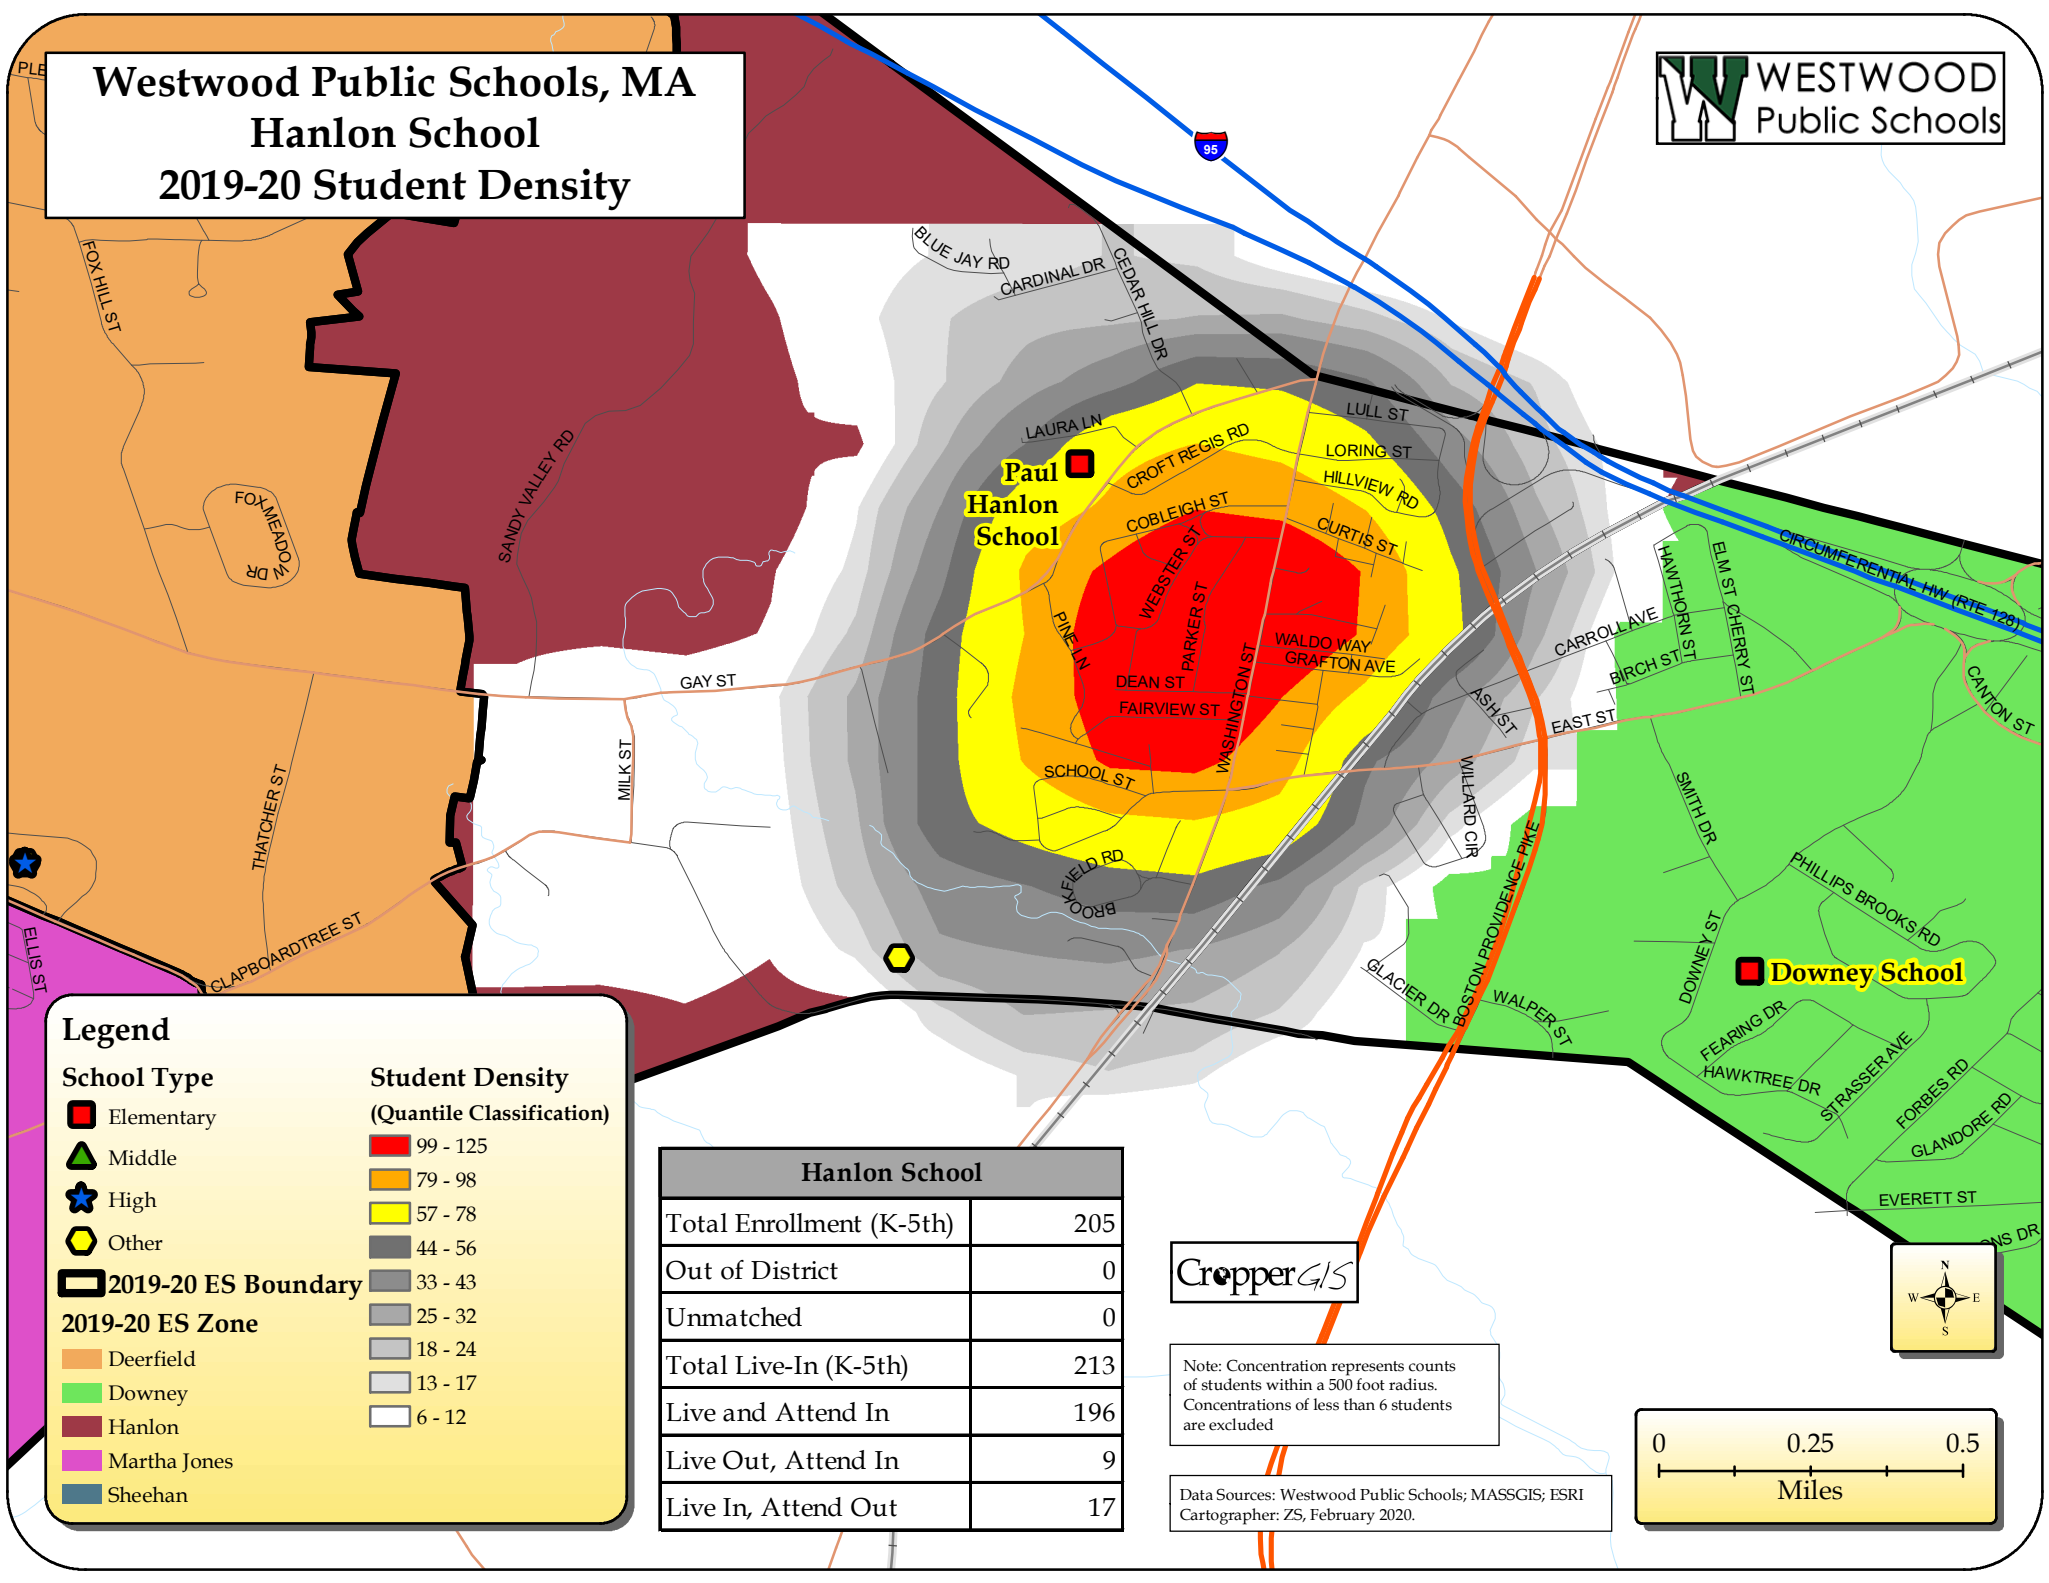 Westwood Public Schools, MA
Hanlon School
2019-20 Student Density
WESTWOOD
Public Schools
95
PLE
FOX HILL ST
BLUE JAY RD
CARDINAL DR
CEDAR HILL DR
LAURA LN
LULL ST
CROFT REGIS RD
LORING ST
HILLVIEW RD
Paul
Hanlon
School
SANDY VALLEY RD
FOX MEADOW DR
COBLEIGH ST
CURTIS ST
WEBSTER ST
PARKER ST
PINE LN
WALDO WAY
GRAFTON AVE
DEAN ST
FAIRVIEW ST
WASHINGTON ST
SCHOOL ST
GAY ST
MILK ST
THATCHER ST
CLAPBOARDTREE ST
ELLIS ST
BROOKFIELD RD
CIRCUMFERENTIAL HW (RTE 128)
HAWTHORN ST
ELM ST
CHERRY ST
CARROLL AVE
BIRCH ST
ASH ST
EAST ST
CANTON ST
WILLARD CIR
SMITH DR
BOSTON PROVIDENCE PIKE
PHILLIPS BROOKS RD
DOWNEY ST
Downey School
GLACIER DR
WALPER ST
FEARING DR
HAWKTREE DR
STRASSER AVE
FORBES RD
GLANDORE RD
EVERETT ST
ONS DR
Legend
School Type
Elementary
Middle
High
Other
2019-20 ES Boundary
2019-20 ES Zone
Deerfield
Downey
Hanlon
Martha Jones
Sheehan
Student Density
(Quantile Classification)
99 - 125
79 - 98
57 - 78
44 - 56
33 - 43
25 - 32
18 - 24
13 - 17
6 - 12
Hanlon School
Total Enrollment (K-5th) 205
Out of District 0
Unmatched 0
Total Live-In (K-5th) 213
Live and Attend In 196
Live Out, Attend In 9
Live In, Attend Out 17
Cropper GIS
Note: Concentration represents counts
of students within a 500 foot radius.
Concentrations of less than 6 students
are excluded
Data Sources: Westwood Public Schools; MASSGIS; ESRI
Cartographer: ZS, February 2020.
N
W E
S
0 0.25 0.5
Miles